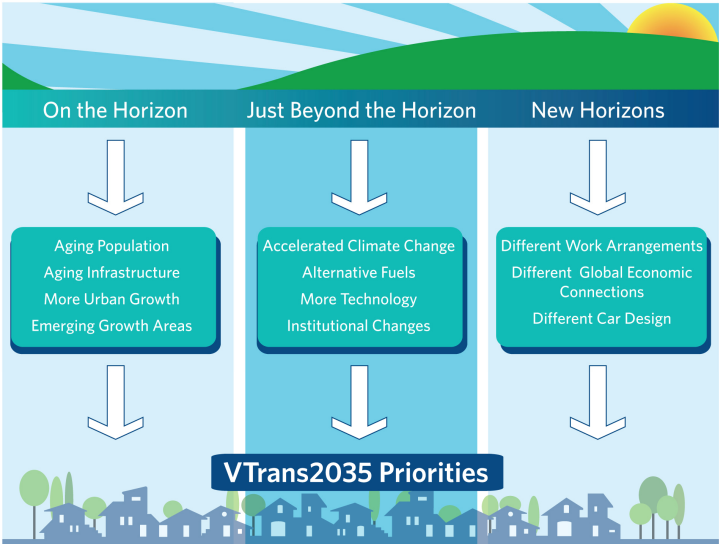 On the Horizon
Just Beyond the Horizon
New Horizons
Aging Population
Aging Infrastructure
More Urban Growth
Emerging Growth Areas
Accelerated Climate Change
Alternative Fuels
More Technology
Institutional Changes
Different Work Arrangements
Different Global Economic
Connections
Different Car Design
VTrans2035 Priorities